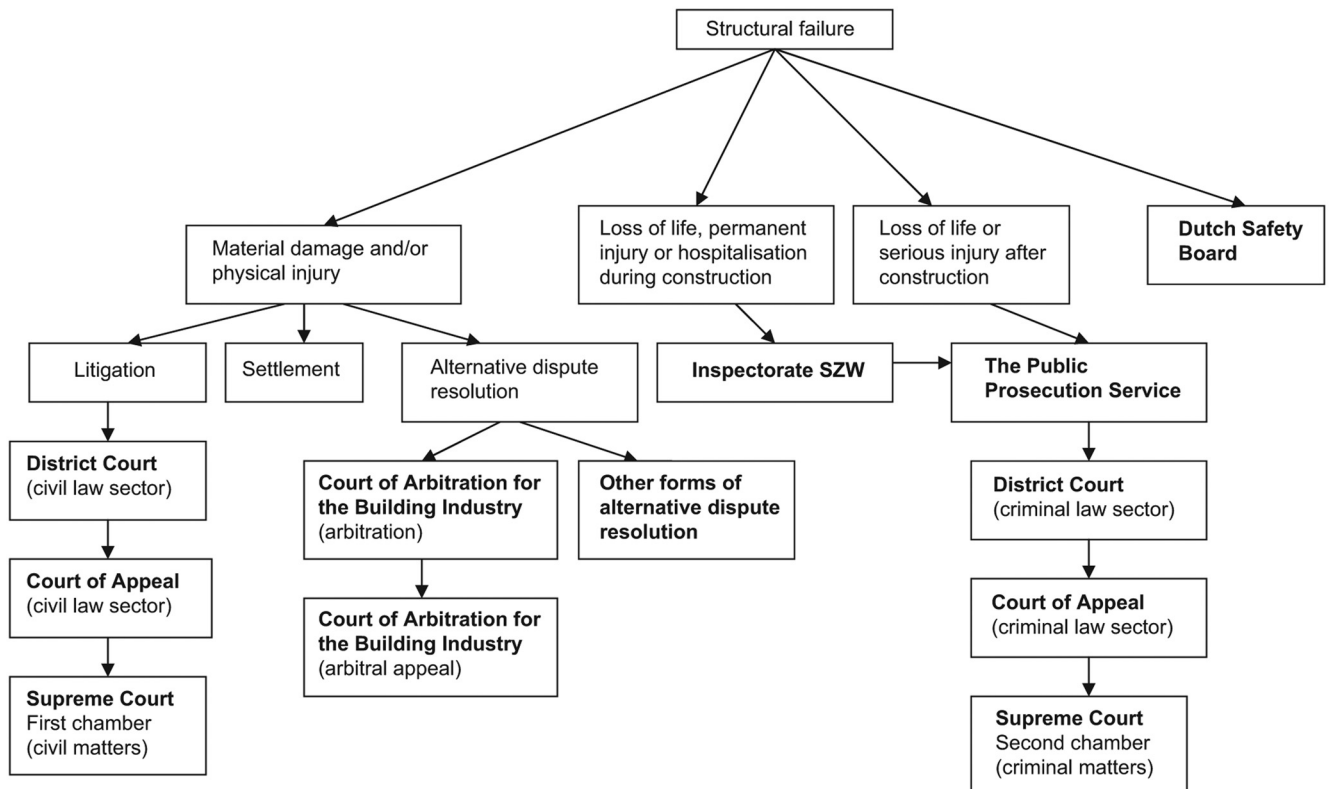 Structural failure
Material damage and/or
physical injury
Loss of life, permanent
injury or hospitalisation
during construction
Loss of life or
serious injury after
construction
Dutch Safety
Board
Litigation
Settlement
Alternative dispute
resolution
Inspectorate SZW
The Public
Prosecution Service
District Court
(civil law sector)
Court of Arbitration for
the Building Industry
(arbitration)
Other forms of
alternative dispute
resolution
District Court
(criminal law sector)
Court of Appeal
(civil law sector)
Court of Arbitration for
the Building Industry
(arbitral appeal)
Court of Appeal
(criminal law sector)
Supreme Court
First chamber
(civil matters)
Supreme Court
Second chamber
(criminal matters)